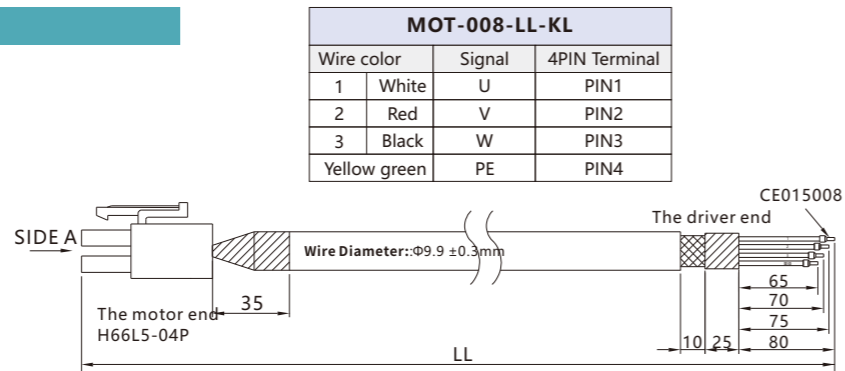 MOT-008-LL-KL
Wire color Signal 4PIN Terminal
1 White U PIN1
2 Red V PIN2
3 Black W PIN3
Yellow green PE PIN4
CE015008
The driver end
SIDE A
Wire Diameter::Φ9.9 ±0.3mm
65
70
75
80
35
10
25
The motor end
H66L5-04P
LL